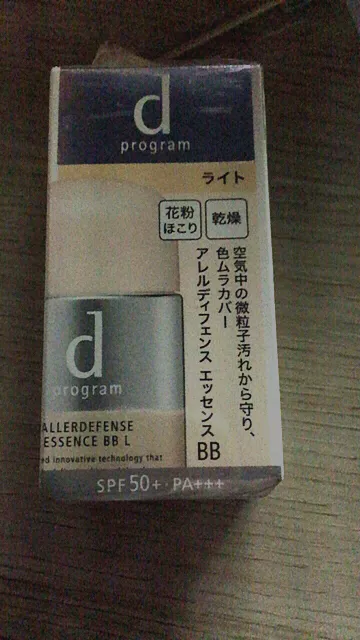 d
program
ライト
花粉
ほこり
乾燥
空気中の微粒子汚れから守り、
色ムラカバー
アレルディフェンス エッセンス BB
d
program
ALLERDEFENSE
ESSENCE BB L
ed innovative technology that
SPF 50+・PA+++